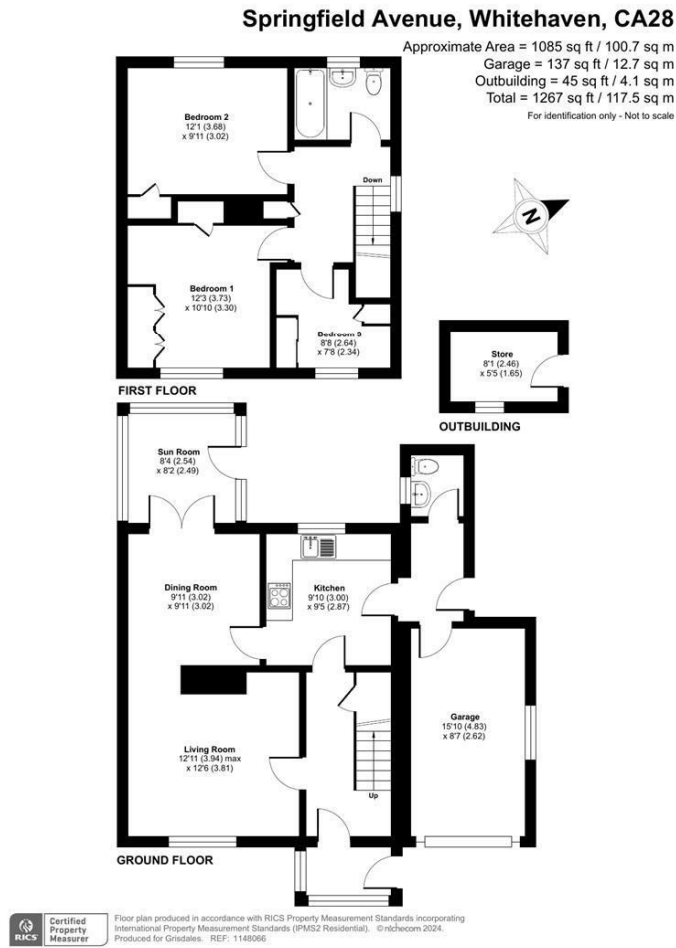 Springfield Avenue, Whitehaven, CA28
Approximate Area = 1085 sq ft / 100.7 sq m
Garage = 137 sq ft / 12.7 sq m
Outbuilding = 45 sq ft / 4.1 sq m
Total = 1267 sq ft / 117.5 sq m
For identification only - Not to scale
Bedroom 2
12'1 (3.68)
x 9'11 (3.02)
Down
N
Bedroom 1
12'3 (3.73)
x 10'10 (3.30)
Bedroom
8'8 (2.64)
x 7'8 (2.34)
Store
8'1 (2.46)
x 5'5 (1.65)
FIRST FLOOR
OUTBUILDING
Sun Room
8'4 (2.54)
x 8'2 (2.49)
Dining Room
9'11 (3.02)
x 9'11 (3.02)
Kitchen
9'10 (3.00)
x 9'5 (2.87)
Garage
15'10 (4.83)
x 8'7 (2.62)
Living Room
12'11 (3.94) max
x 12'6 (3.81)
Up
GROUND FLOOR
RICS
Certified
Property
Measurer
Floor plan produced in accordance with RICS Property Measurement Standards incorporating
International Property Measurement Standards (IPMS2 Residential). © nichecom 2024.
Produced for Grisdales. REF: 1148066